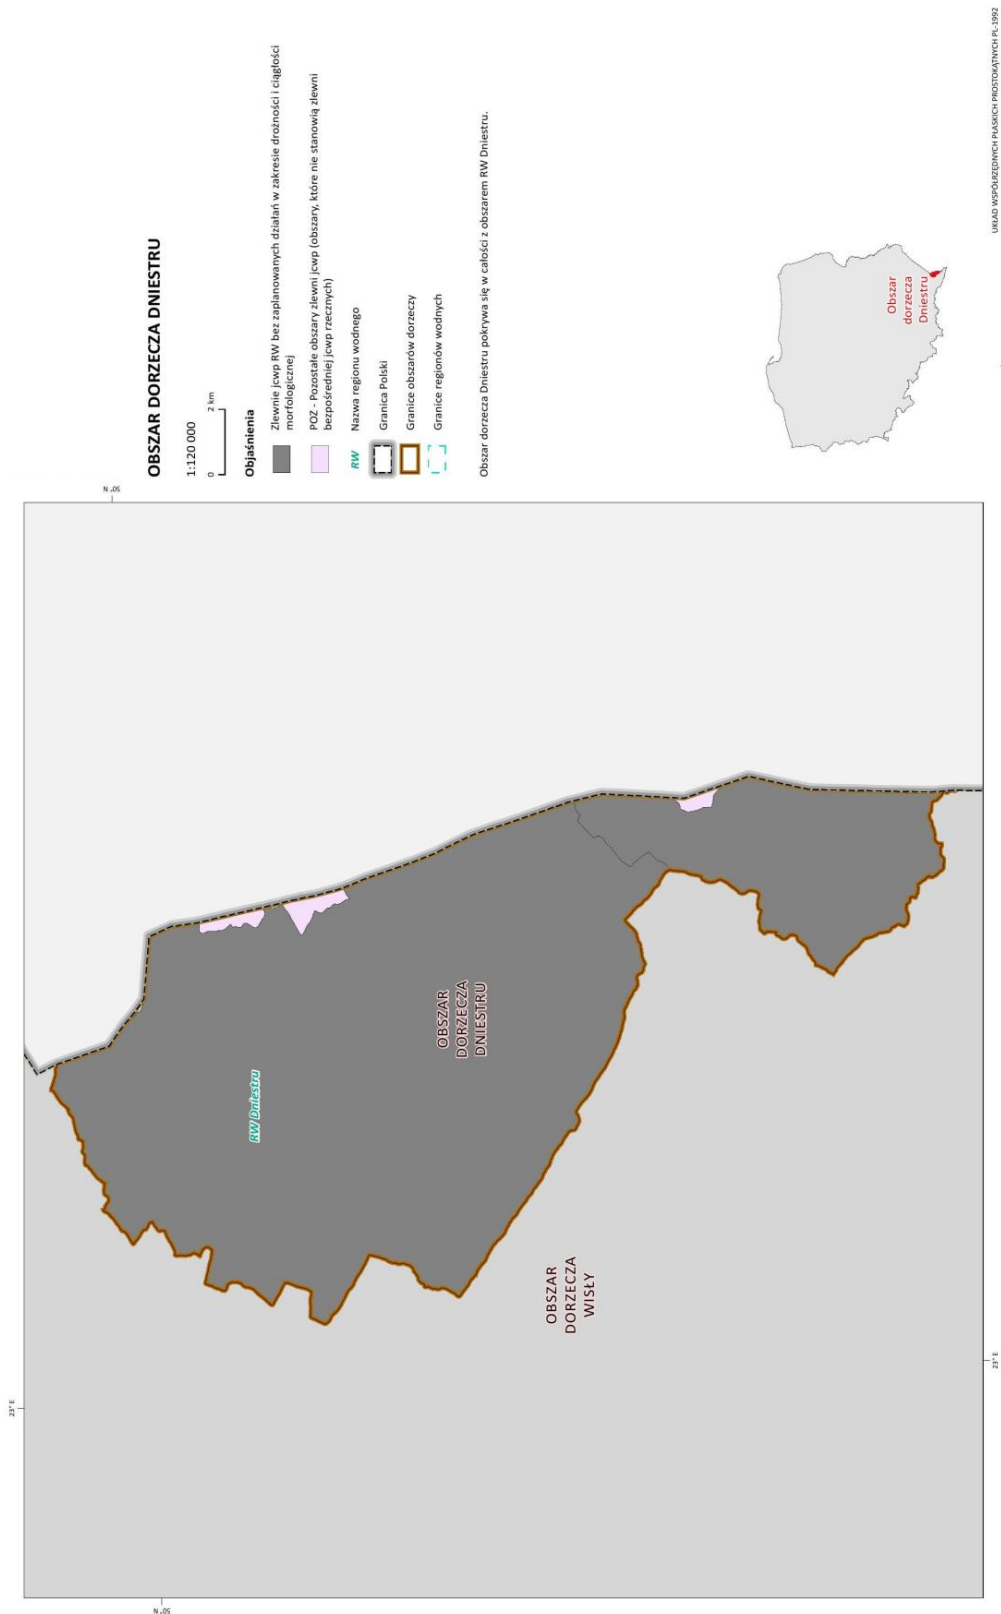 OBSZAR DORZECZA DNIESTRU
1:120 000
0 2 km
Objaśnienia
Zlewnie jcwp RW bez zaplanowanych działań w zakresie drożności i ciągłości
morfologicznej
POZ - Pozostałe obszary zlewni jcwp (obszary, które nie stanowią zlewni
bezpośredniej jcwp rzecznych)
RW Nazwa regionu wodnego
Granica Polski
Granice obszarów dorzeczy
Granice regionów wodnych
Obszar dorzecza Dniestru pokrywa się w całości z obszarem RW Dniestru.
Obszar
dorzecza
Dniestru
UKŁAD WSPÓŁRZĘDNYCH PŁASKICH PROSTOKĄTNYCH PL-1992
23° E
50° N
RW Dniestru
OBSZAR
DORZECZA
DNIESTRU
OBSZAR
DORZECZA
WISŁY
50° N
23° E